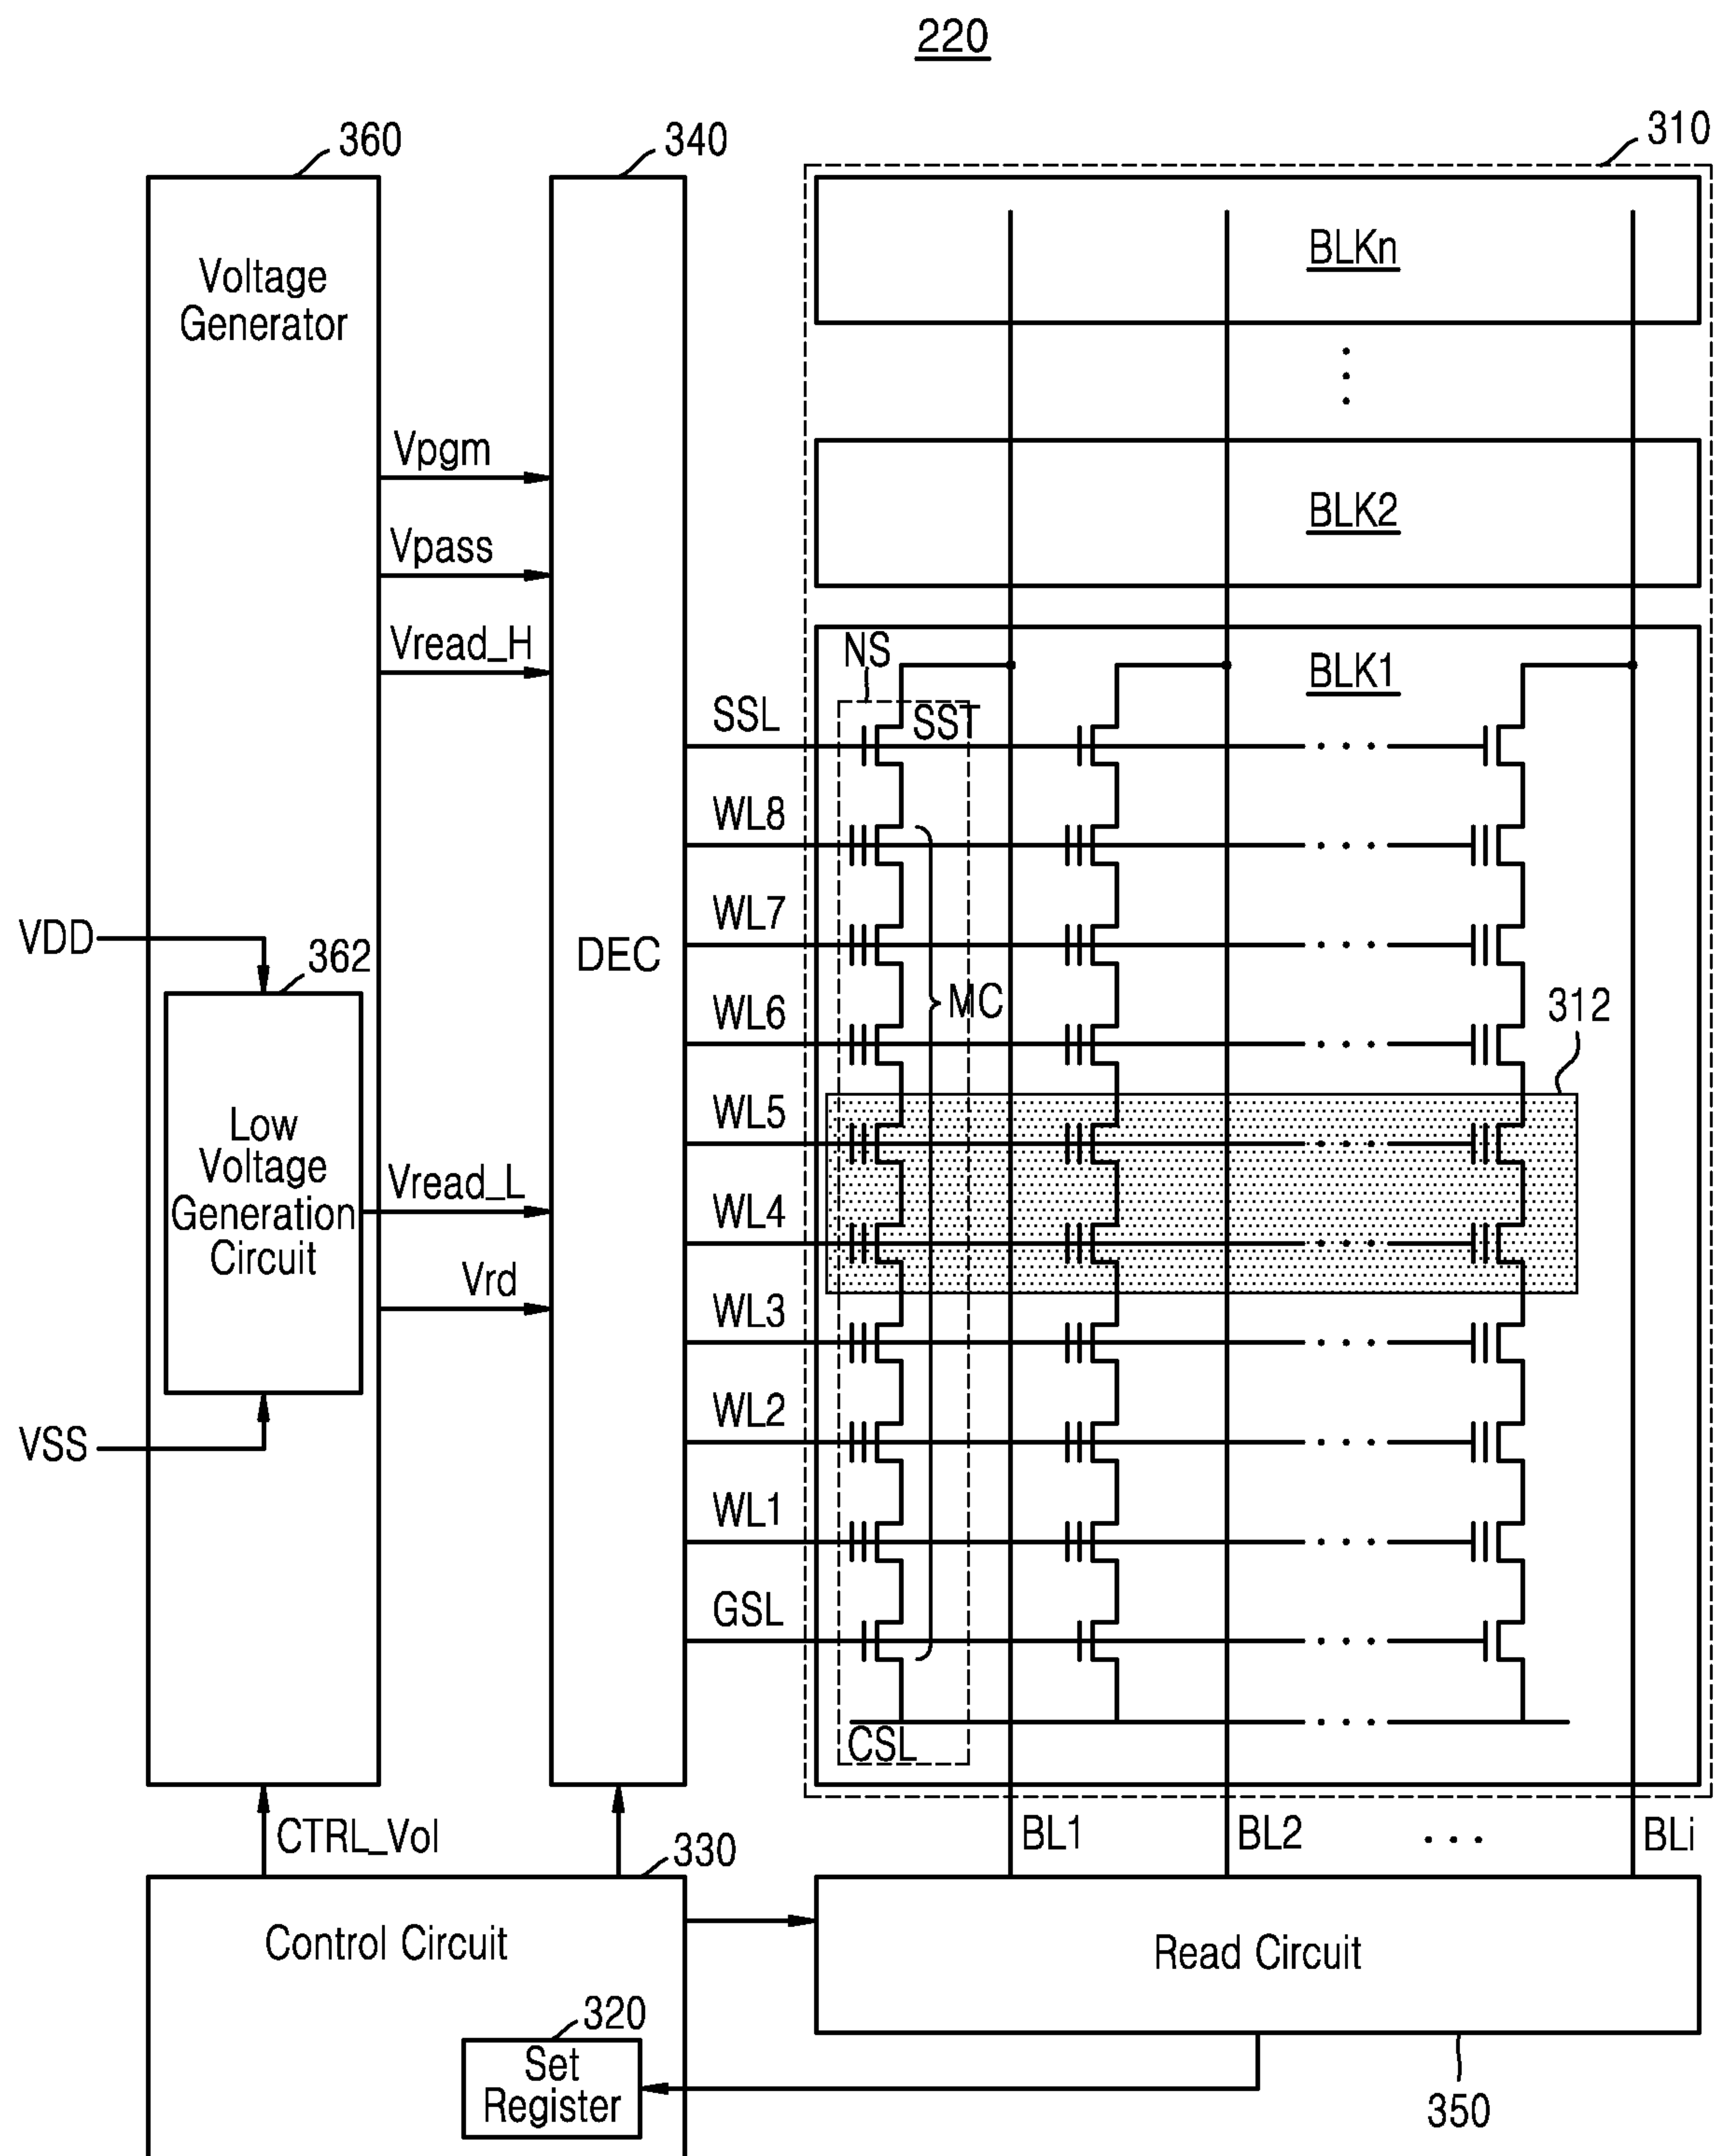 220
360
340
310
Voltage
Generator
BLKn
Vpgm
Vpass
Vread_H
BLK2
NS
BLK1
SSL
SST
WL8
WL7
VDD
362
DEC
MC
WL6
312
Low
Voltage
Generation
Circuit
WL5
Vread_L
WL4
Vrd
WL3
WL2
VSS
WL1
GSL
CSL
CTRL_Vol
BL1
BL2
...
BLi
330
Control Circuit
Read Circuit
320
Set
Register
350